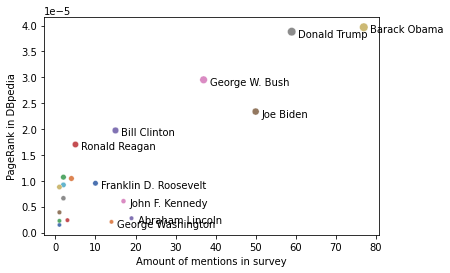 1e−5
4.0
3.5
3.0
2.5
2.0
1.5
1.0
0.5
0.0
PageRank in DBpedia
Barack Obama
Donald Trump
George W. Bush
Joe Biden
Bill Clinton
Ronald Reagan
Franklin D. Roosevelt
John F. Kennedy
Abraham Lincoln
George Washington
0 10 20 30 40 50 60 70 80
Amount of mentions in survey